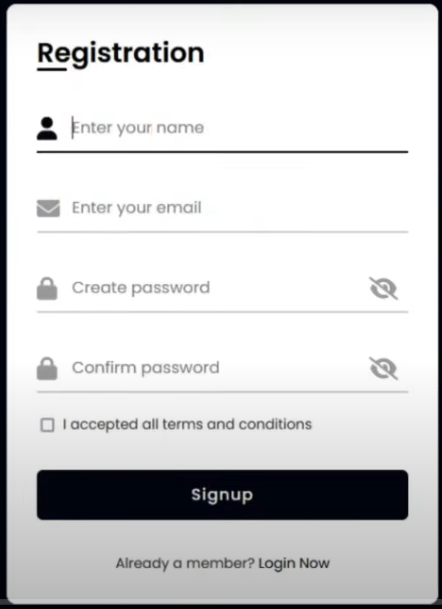 Registration
Enter your name
Enter your email
Create password
Confirm password
I accepted all terms and conditions
Signup
Already a member? Login Now